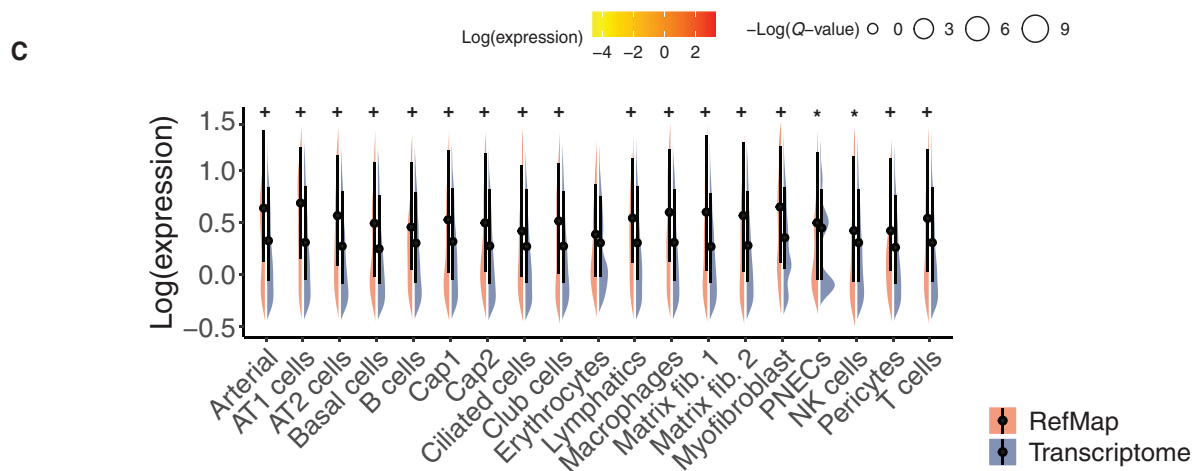 C
Log(expression)
−4 −2 0 2
−Log(Q−value) 0 3 6 9
Log(expression)
1.5
1.0
0.5
0.0
−0.5
+ + + + + + + + + + + + + + * * + +
Arterial
AT1 cells
AT2 cells
Basal cells
B cells
Cap1
Cap2
Ciliated cells
Club cells
Erythrocytes
Lymphatics
Macrophages
Matrix fib. 1
Matrix fib. 2
Myofibroblast
PNECs
NK cells
Pericytes
T cells
RefMap
Transcriptome